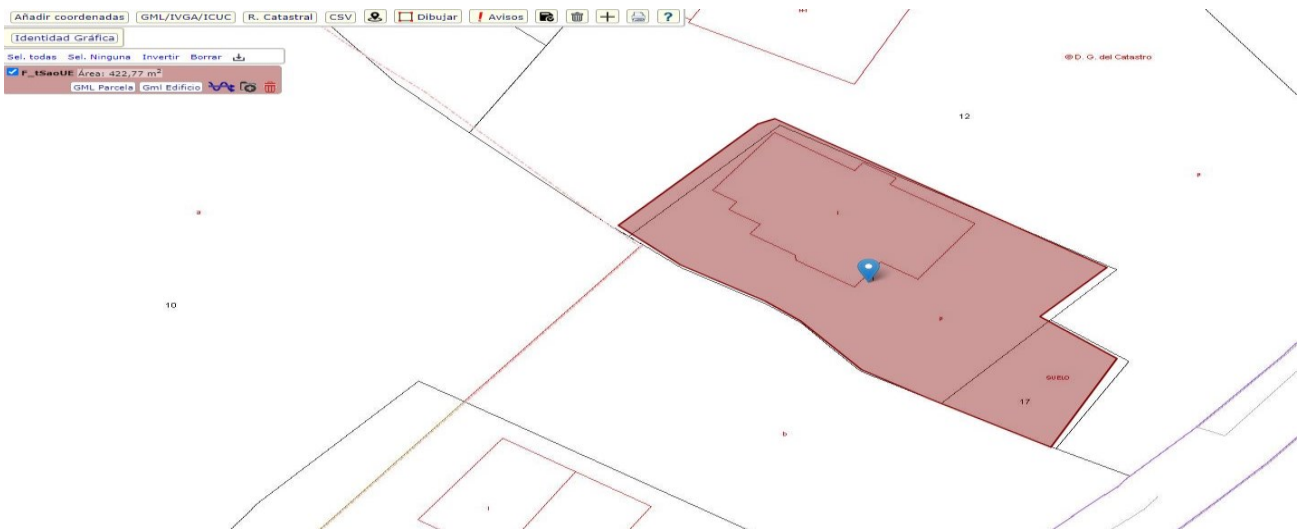 Añadir coordenadas GML/IVGA/ICUC R. Catastral CSV Dibujar ! Avisos ?
Identidad Gráfica
Sel. todas Sel. Ninguna Invertir Borrar
F_tSaoUE Área: 422,77 m²
GML Parcela Gml Edificio
@ D. G. del Catastro
12
P
a
I
10
P
SUELO
17
b
I